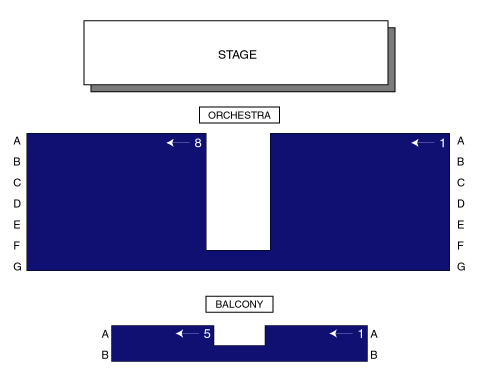 STAGE
ORCHESTRA
A 8 1 A
B B
C C
D D
E E
F F
G G
BALCONY
A 5 1 A
B B